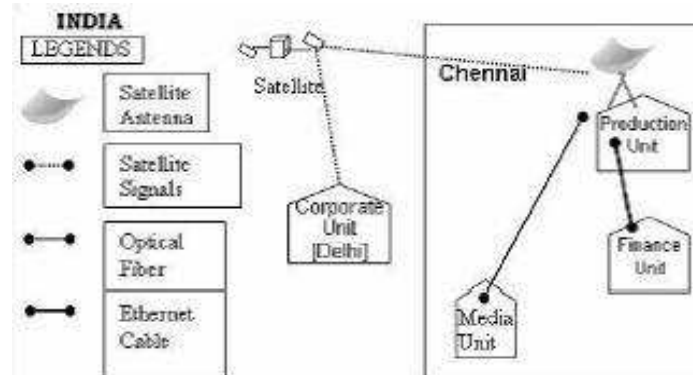 INDIA
LEGENDS
Satellite
Antenna
Satellite
Signals
Optical
Fiber
Ethernet
Cable
Satellite
Corporate
Unit
[Delhi]
Chennai
Production
Unit
Finance
Unit
Media
Unit